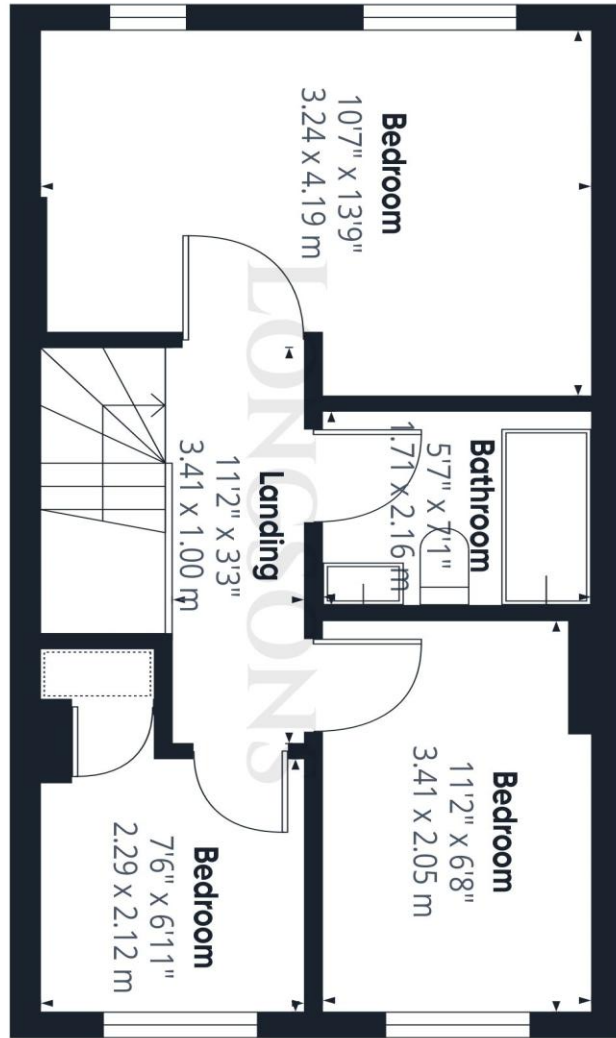 Bedroom
10'7" x 13'9"
3.24 x 4.19 m
Bathroom
5'7" x 7'1"
1.71 x 2.16 m
Landing
11'2" x 3'3"
3.41 x 1.00 m
Bedroom
11'2" x 6'8"
3.41 x 2.05 m
Bedroom
7'6" x 6'11"
2.29 x 2.12 m
LONGSONS